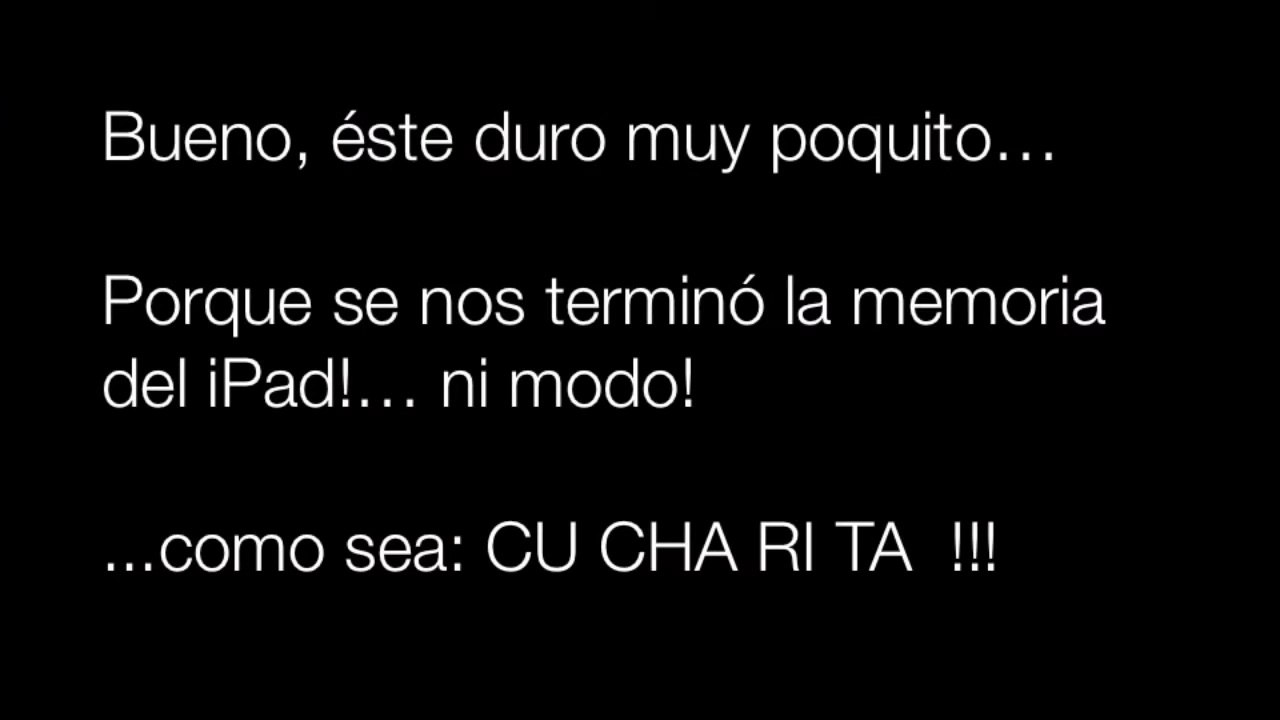 Bueno, éste duro muy poquito...
Porque se nos terminó la memoria
del iPad!... ni modo!
...como sea: CU CHA RI TA  !!!